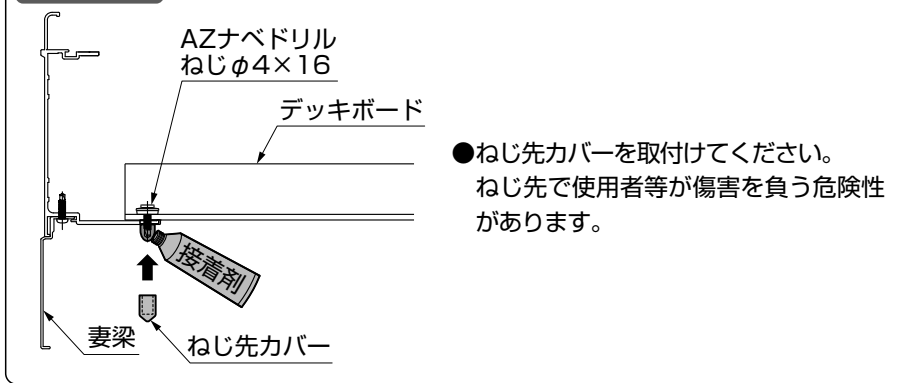 AZナベドリル
ねじφ4×16
デッキボード
●ねじ先カバーを取付けてください。
ねじ先で使用者等が傷害を負う危険性
があります。
接着剤
妻梁
ねじ先カバー